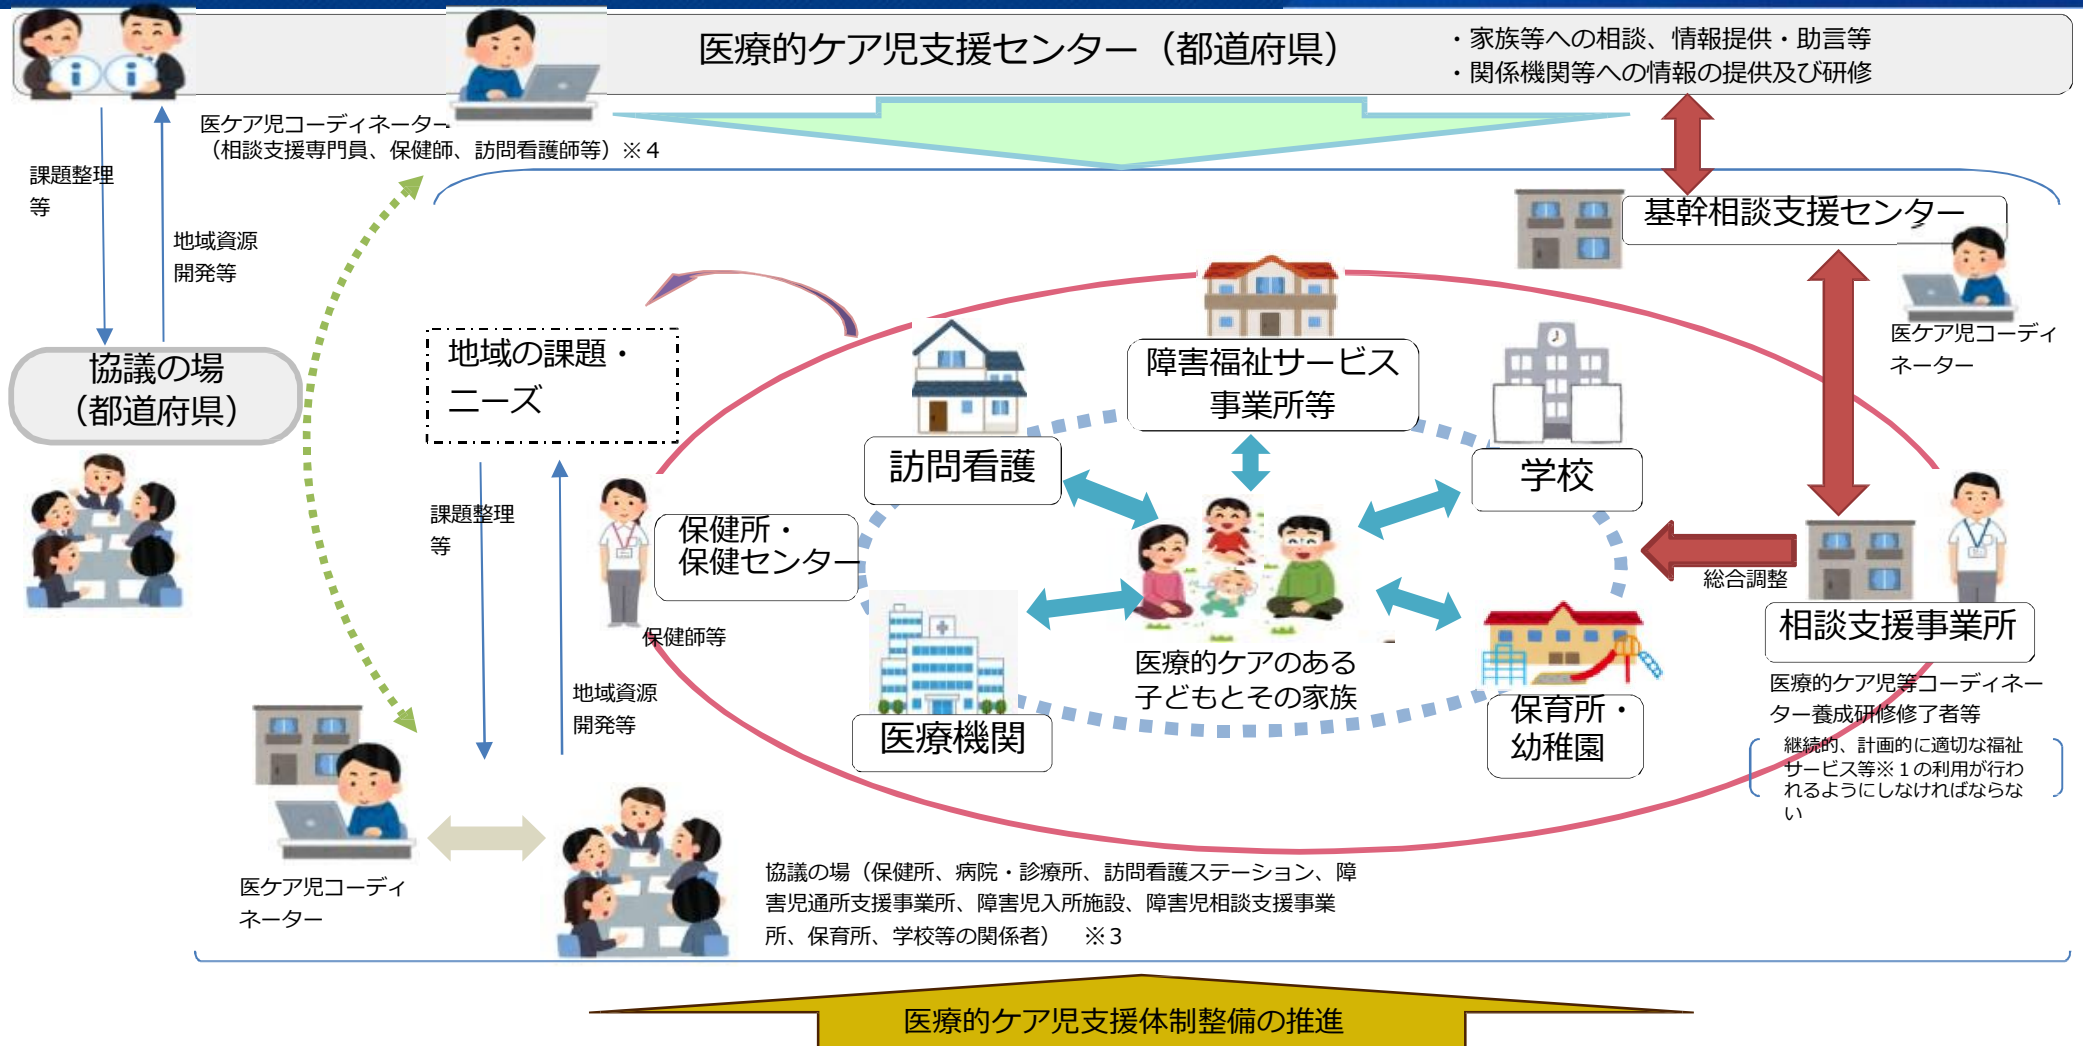 医療的ケア児支援センター（都道府県）
・家族等への相談、情報提供・助言等
・関係機関等への情報の提供及び研修
医ケア児コーディネーター
（相談支援専門員、保健師、訪問看護師等）※４
課題整理
等
地域資源
開発等
協議の場
（都道府県）
基幹相談支援センター
医ケア児コーディ
ネーター
地域の課題・
ニーズ
障害福祉サービス
事業所等
訪問看護
学校
課題整理
等
保健所・
保健センター
保健師等
総合調整
相談支援事業所
医療的ケア児等コーディネー
ター養成研修修了者等
継続的、計画的に適切な福祉
サービス等※１の利用が行わ
れるようにしなければならな
い
医療的ケアのある
子どもとその家族
地域資源
開発等
医療機関
保育所・
幼稚園
医ケア児コーディ
ネーター
協議の場（保健所、病院・診療所、訪問看護ステーション、障
害児通所支援事業所、障害児入所施設、障害児相談支援事業
所、保育所、学校等の関係者）　※３
医療的ケア児支援体制整備の推進